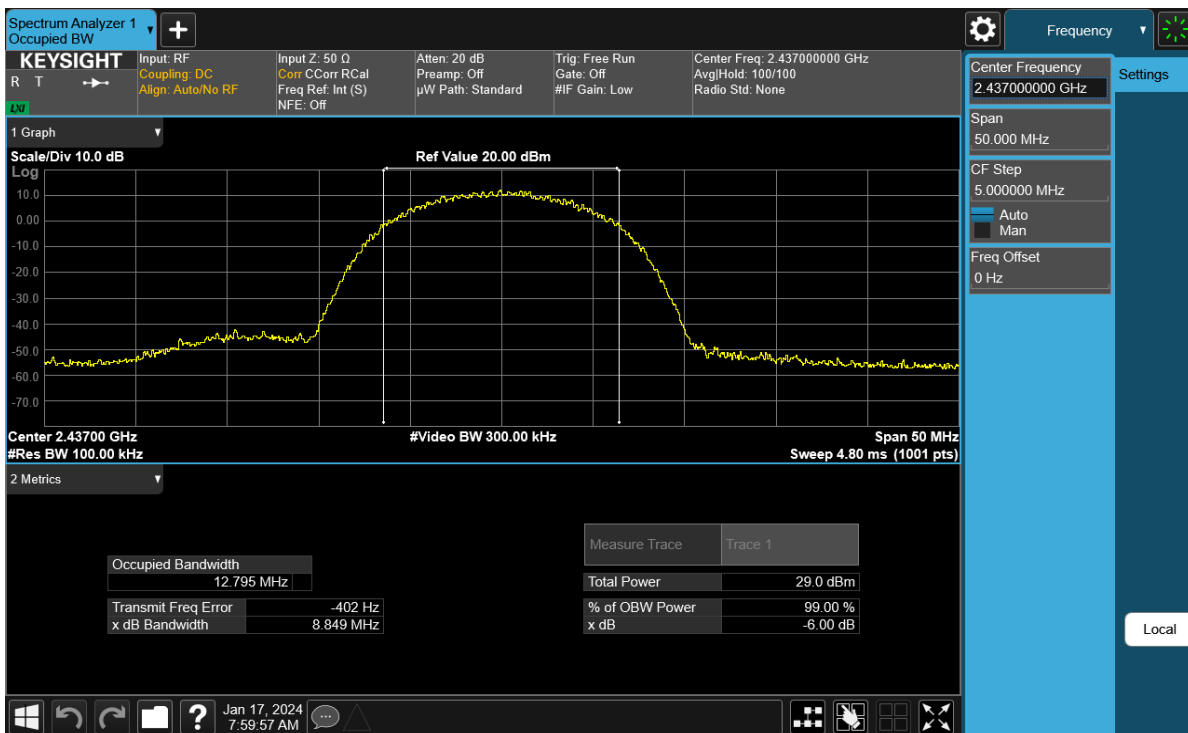 Spectrum Analyzer 1
Occupied BW
Frequency
KEYSIGHT
R T
LXI
Input: RF
Coupling: DC
Align: Auto/No RF
Input Z: 50 Ω
Corr CCorr RCal
Freq Ref: Int (S)
NFE: Off
Atten: 20 dB
Preamp: Off
µW Path: Standard
Trig: Free Run
Gate: Off
#IF Gain: Low
Center Freq: 2.437000000 GHz
Avg|Hold: 100/100
Radio Std: None
1 Graph
Scale/Div 10.0 dB
Ref Value 20.00 dBm
Log
10.0
0.00
-10.0
-20.0
-30.0
-40.0
-50.0
-60.0
-70.0
Center 2.43700 GHz
#Video BW 300.00 kHz
Span 50 MHz
#Res BW 100.00 kHz
Sweep 4.80 ms (1001 pts)
2 Metrics
Occupied Bandwidth
12.795 MHz
Transmit Freq Error -402 Hz
x dB Bandwidth 8.849 MHz
Measure Trace Trace 1
Total Power 29.0 dBm
% of OBW Power 99.00 %
x dB -6.00 dB
Center Frequency
2.437000000 GHz
Span
50.000 MHz
CF Step
5.000000 MHz
Auto
Man
Freq Offset
0 Hz
Settings
Local
?
Jan 17, 2024
7:59:57 AM